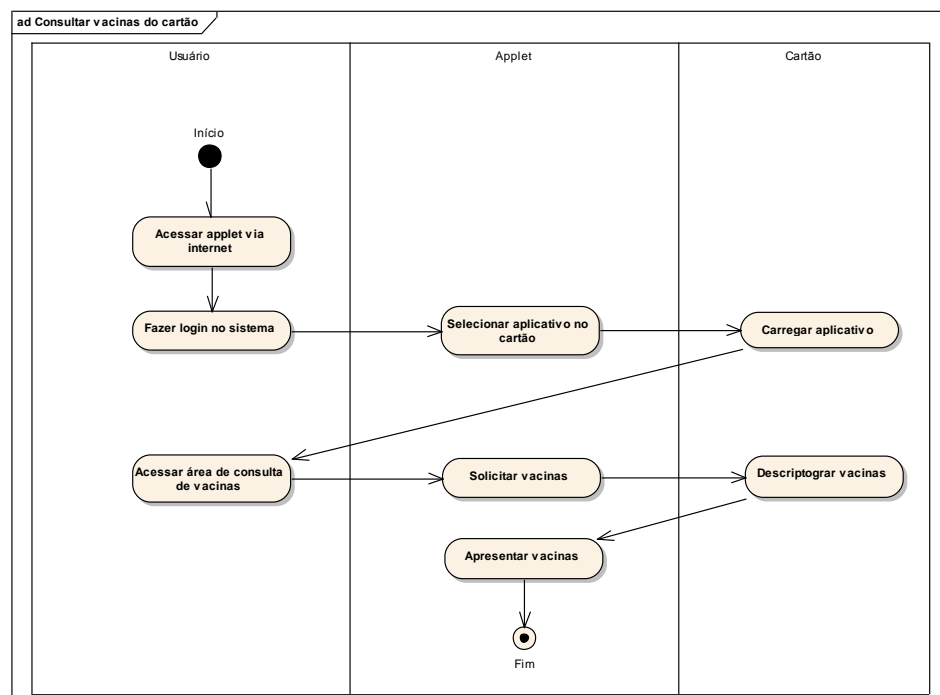 ad Consultar vacinas do cartão
Usuário
Applet
Cartão
Início
Acessar applet via
internet
Fazer login no sistema
Selecionar aplicativo no
cartão
Carregar aplicativo
Acessar área de consulta
de vacinas
Solicitar vacinas
Descriptograr vacinas
Apresentar vacinas
Fim